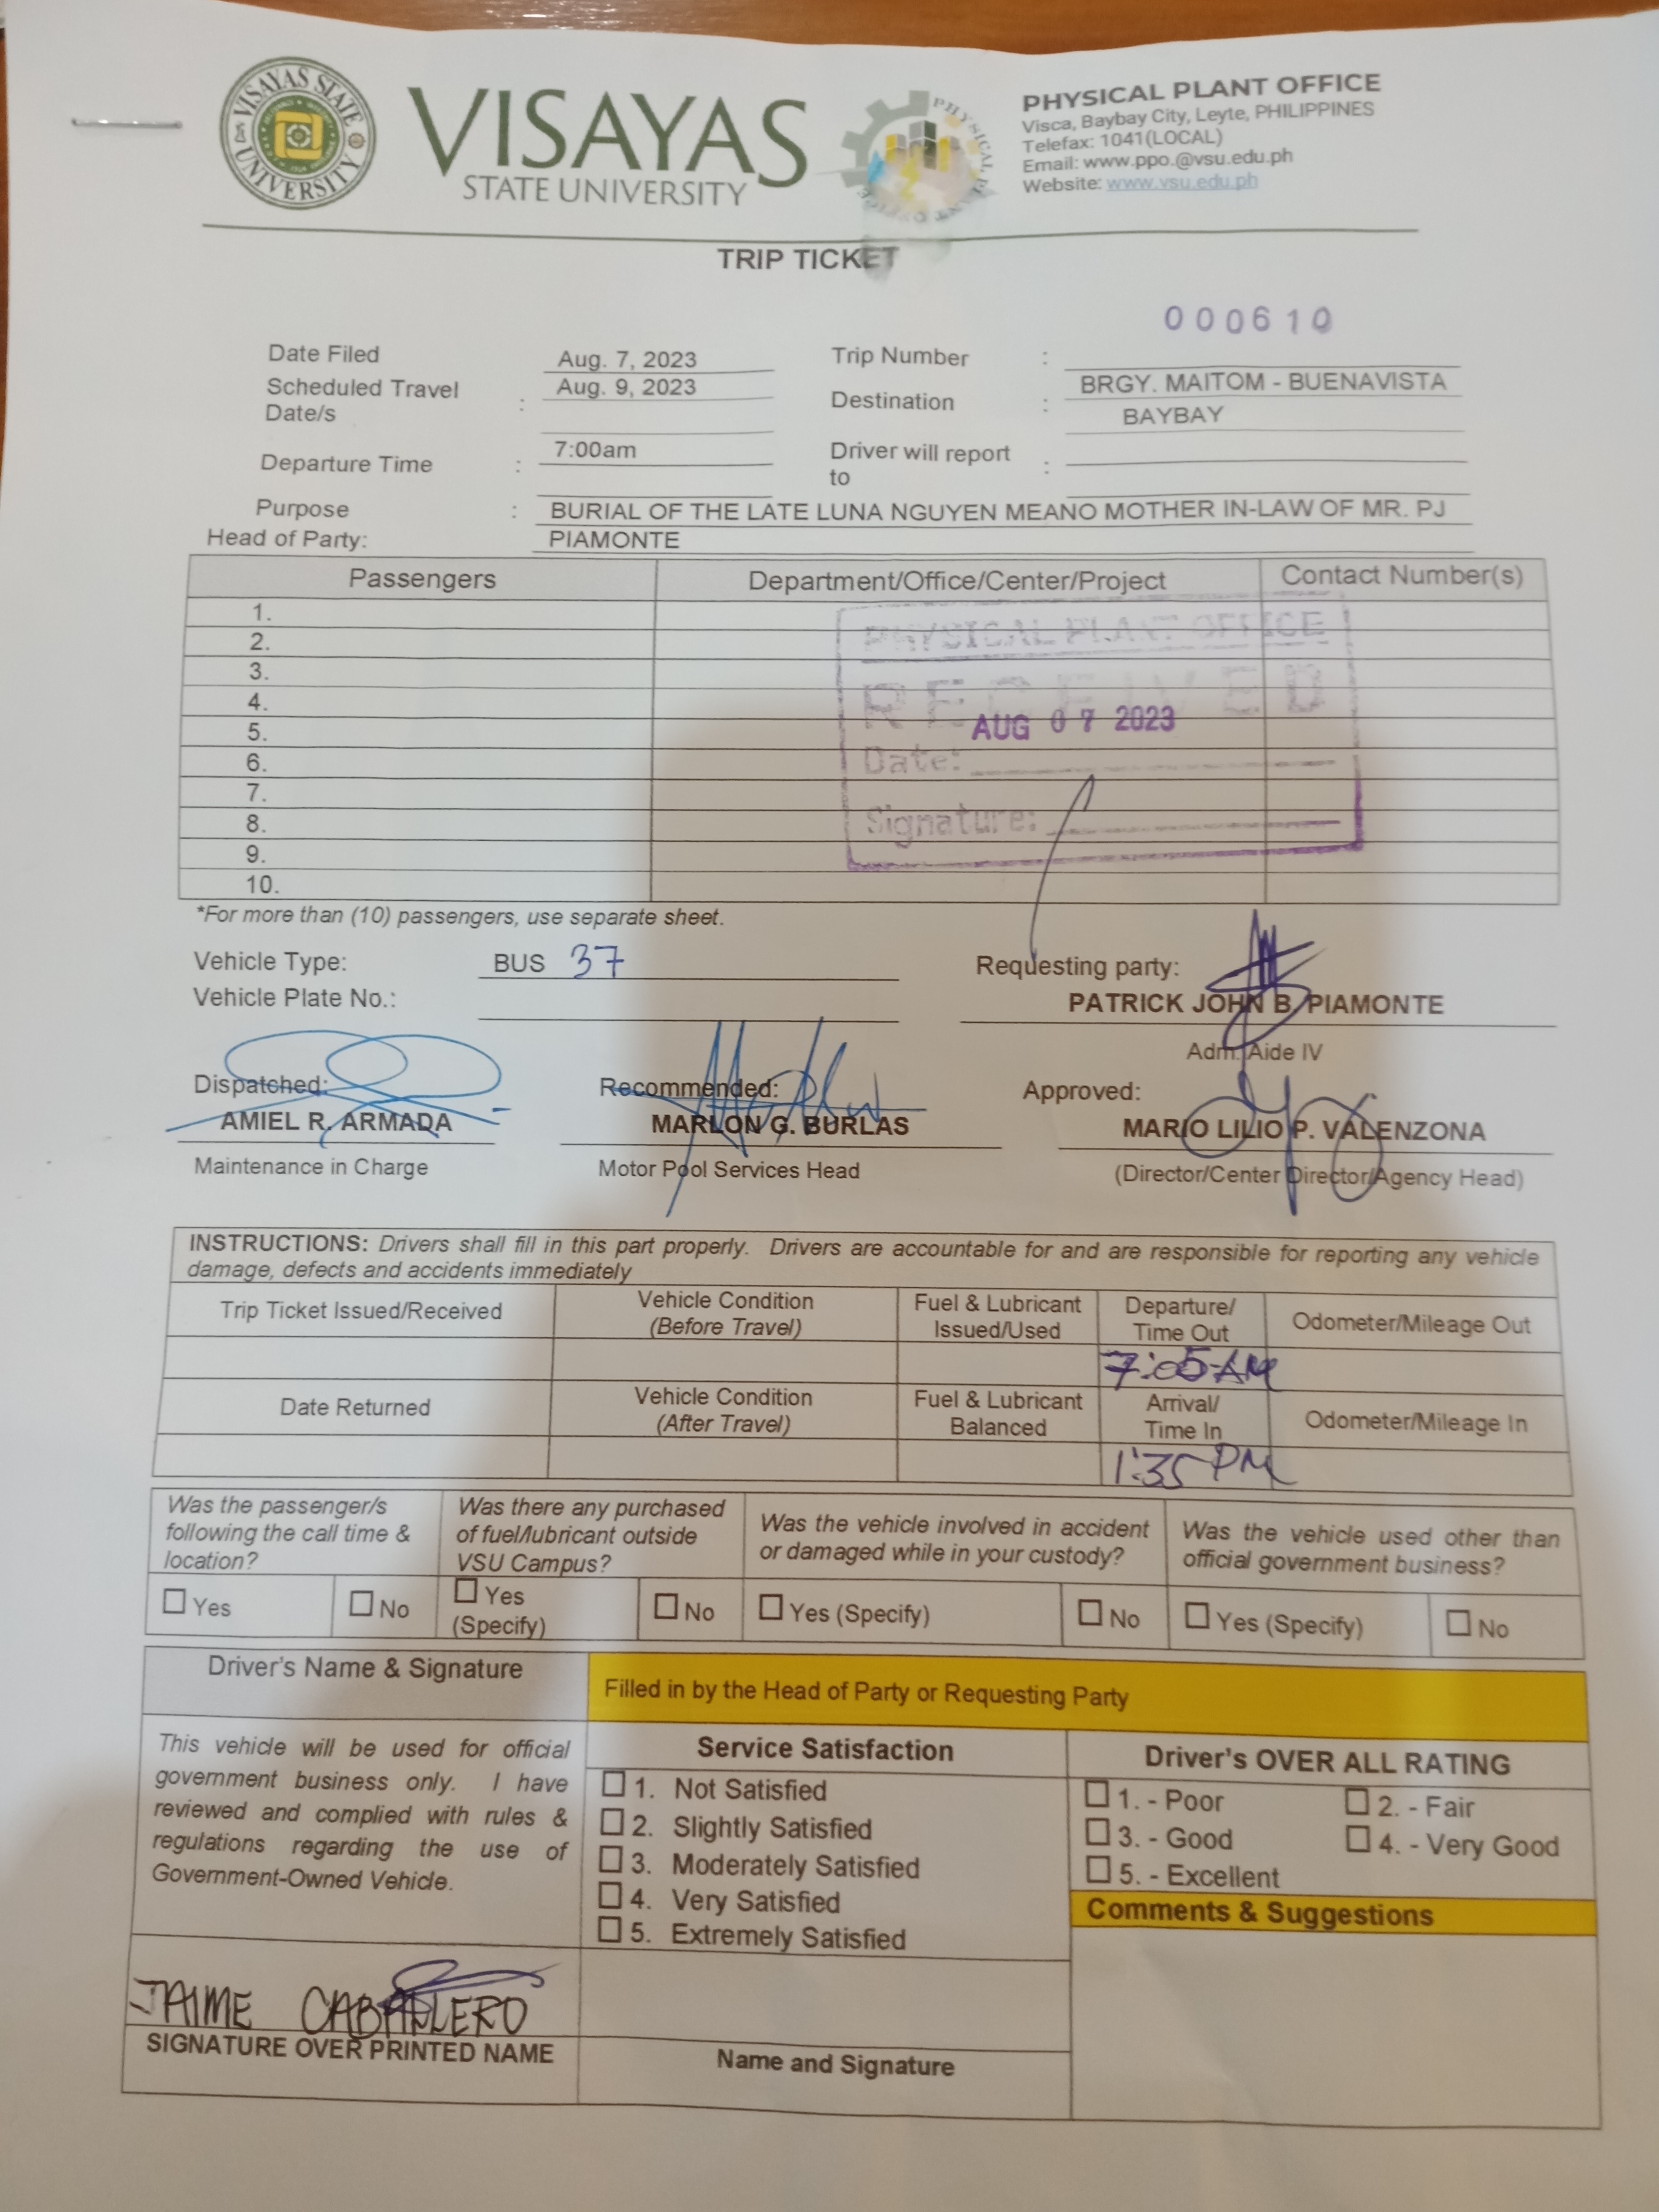 VISAYAS STATE UNIVERSITY
VISAYAS
STATE UNIVERSITY
PHYSICAL PLANT OFFICE
Visca, Baybay City, Leyte, PHILIPPINES
Telefax: 1041(LOCAL)
Email: www.ppo.@vsu.edu.ph
Website: www.vsu.edu.ph
TRIP TICKET
000610
Date Filed Aug. 7, 2023 Trip Number :
Scheduled Travel Date/s : Aug. 9, 2023 Destination : BRGY. MAITOM - BUENAVISTA
BAYBAY
Departure Time : 7:00am Driver will report to :
Purpose : BURIAL OF THE LATE LUNA NGUYEN MEANO MOTHER IN-LAW OF MR. PJ
Head of Party: PIAMONTE
Passengers Department/Office/Center/Project Contact Number(s)
1.
2.
3.
4.
5.
6.
7.
8.
9.
10.
PHYSICAL PLANT OFFICE
RECEIVED
AUG 07 2023
Date:
Signature:
*For more than (10) passengers, use separate sheet.
Vehicle Type: BUS 37
Vehicle Plate No.:
Requesting party:
PATRICK JOHN B. PIAMONTE
Adm. Aide IV
Dispatched: Recommended: Approved:
AMIEL R. ARMADA MARLON G. BURLAS MARIO LILIO P. VALENZONA
Maintenance in Charge Motor Pool Services Head (Director/Center Director/Agency Head)
INSTRUCTIONS: Drivers shall fill in this part properly. Drivers are accountable for and are responsible for reporting any vehicle
damage, defects and accidents immediately
Trip Ticket Issued/Received Vehicle Condition (Before Travel) Fuel & Lubricant Issued/Used Departure/ Time Out Odometer/Mileage Out
7:05 AM
Date Returned Vehicle Condition (After Travel) Fuel & Lubricant Balanced Arrival/ Time In Odometer/Mileage In
1:35 PM
Was the passenger/s following the call time & location?
Was there any purchased of fuel/lubricant outside VSU Campus?
Was the vehicle involved in accident or damaged while in your custody?
Was the vehicle used other than official government business?
Yes No Yes (Specify) No Yes (Specify) No Yes (Specify) No
Driver's Name & Signature
Filled in by the Head of Party or Requesting Party
This vehicle will be used for official
government business only. I have
reviewed and complied with rules &
regulations regarding the use of
Government-Owned Vehicle.
Service Satisfaction
1. Not Satisfied
2. Slightly Satisfied
3. Moderately Satisfied
4. Very Satisfied
5. Extremely Satisfied
Driver's OVER ALL RATING
1. - Poor 2. - Fair
3. - Good 4. - Very Good
5. - Excellent
Comments & Suggestions
JAIME CABALLERO
SIGNATURE OVER PRINTED NAME
Name and Signature